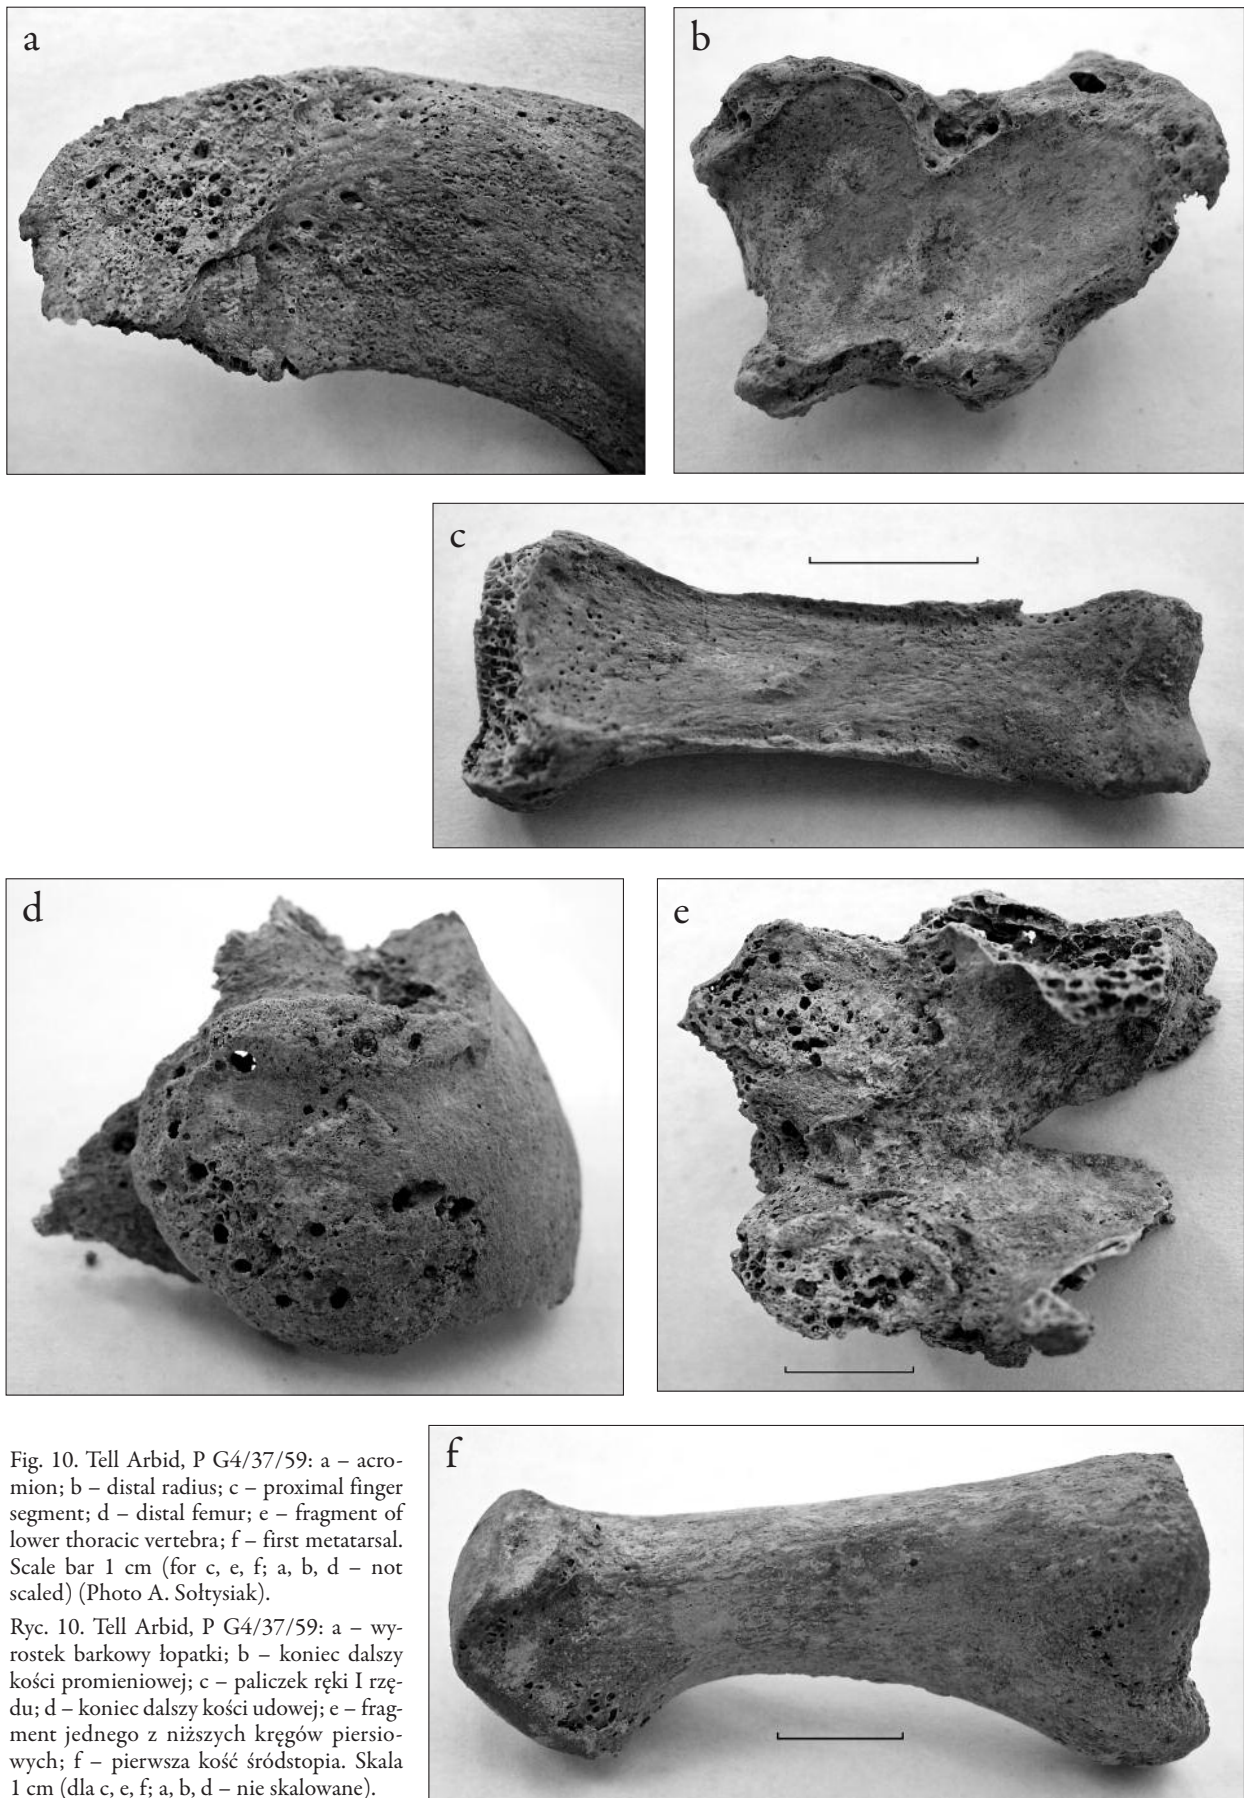 a
b
c
d
e
f
Fig. 10. Tell Arbid, P G4/37/59: a – acro-
mion; b – distal radius; c – proximal finger
segment; d – distal femur; e – fragment of
lower thoracic vertebra; f – first metatarsal.
Scale bar 1 cm (for c, e, f; a, b, d – not
scaled) (Photo A. Sołtysiak).
Ryc. 10. Tell Arbid, P G4/37/59: a – wy-
rostek barkowy łopatki; b – koniec dalszy
kości promieniowej; c – paliczek ręki I rzę-
du; d – koniec dalszy kości udowej; e – frag-
ment jednego z niższych kręgów piersio-
wych; f – pierwsza kość śródstopia. Skala
1 cm (dla c, e, f; a, b, d – nie skalowane).